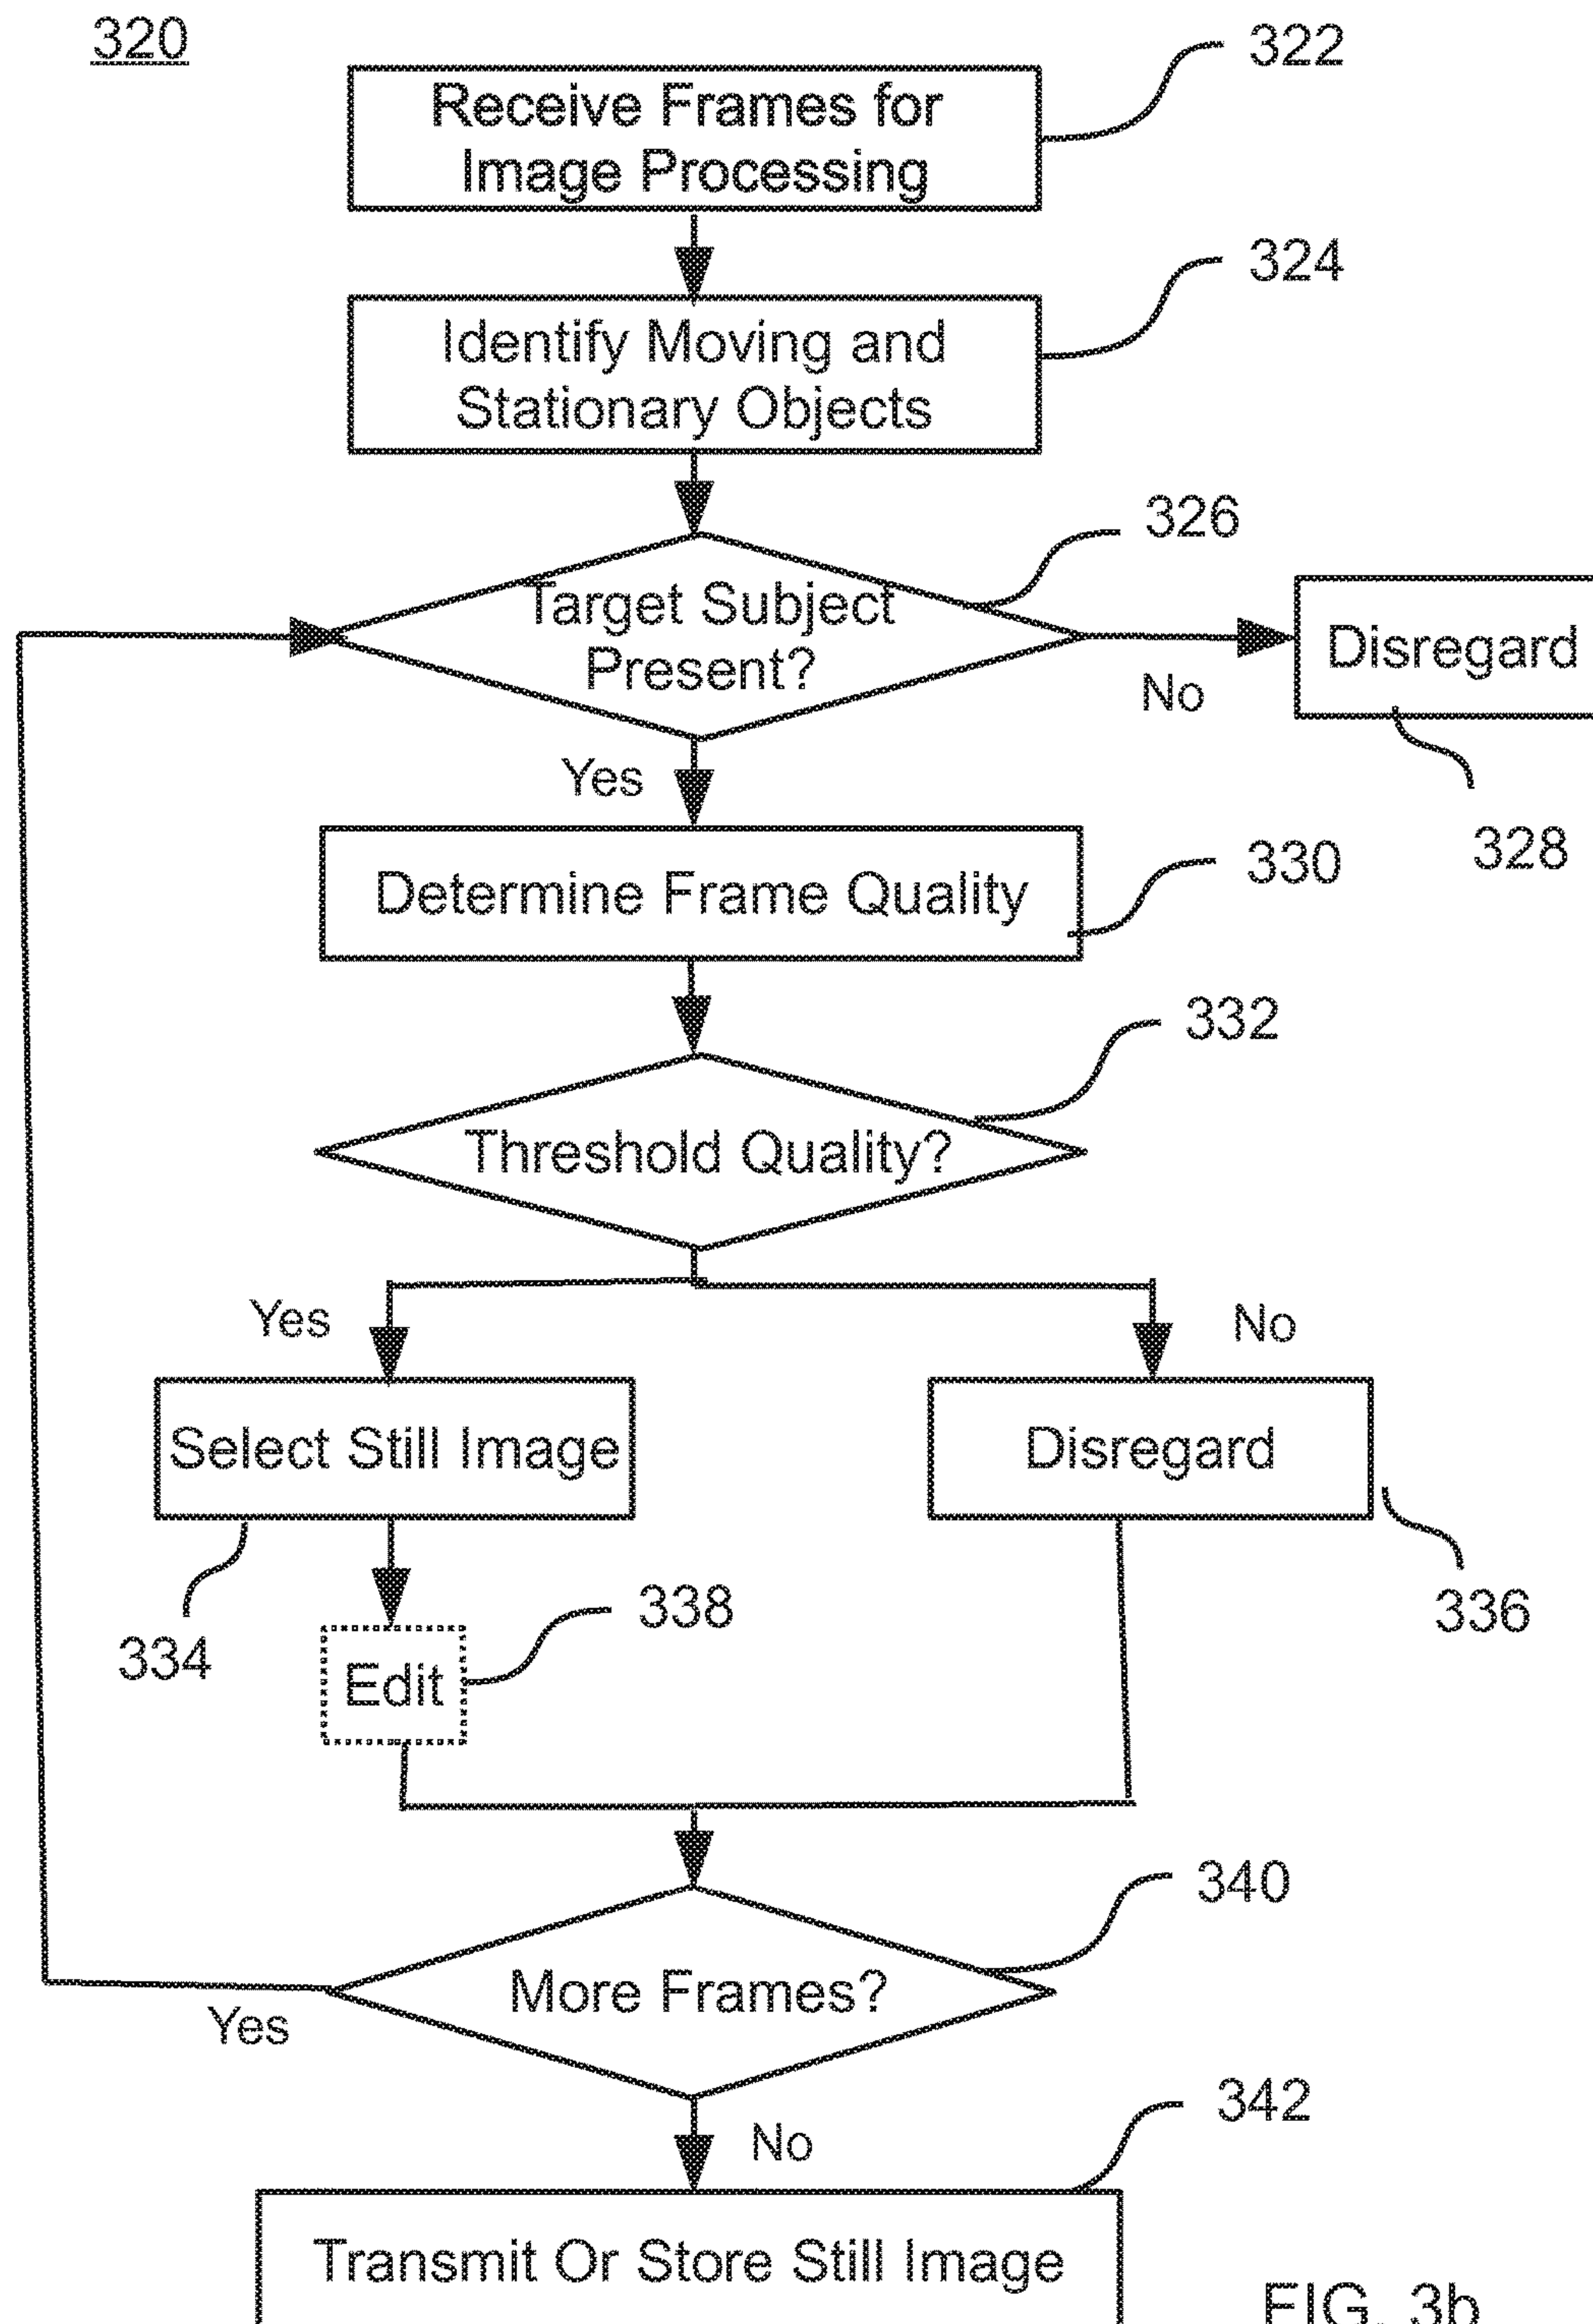 320
322
Receive Frames for
Image Processing
324
Identify Moving and
Stationary Objects
326
Target Subject
Present?
Disregard
No
328
Yes
Determine Frame Quality
330
332
Threshold Quality?
Yes
No
Select Still Image
Disregard
334
336
338
Edit
340
More Frames?
Yes
342
No
Transmit Or Store Still Image
FIG. 3b